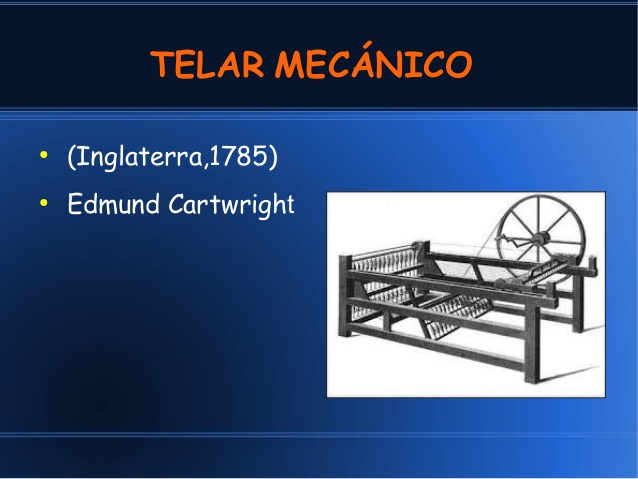 TELAR MECÁNICO
(Inglaterra,1785)
Edmund Cartwright